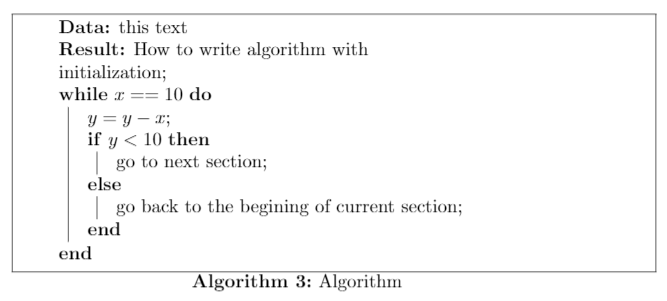 Data: this text
Result: How to write algorithm with
initialization;
while x == 10 do
y = y − x;
if y < 10 then
go to next section;
else
go back to the begining of current section;
end
end
Algorithm 3: Algorithm